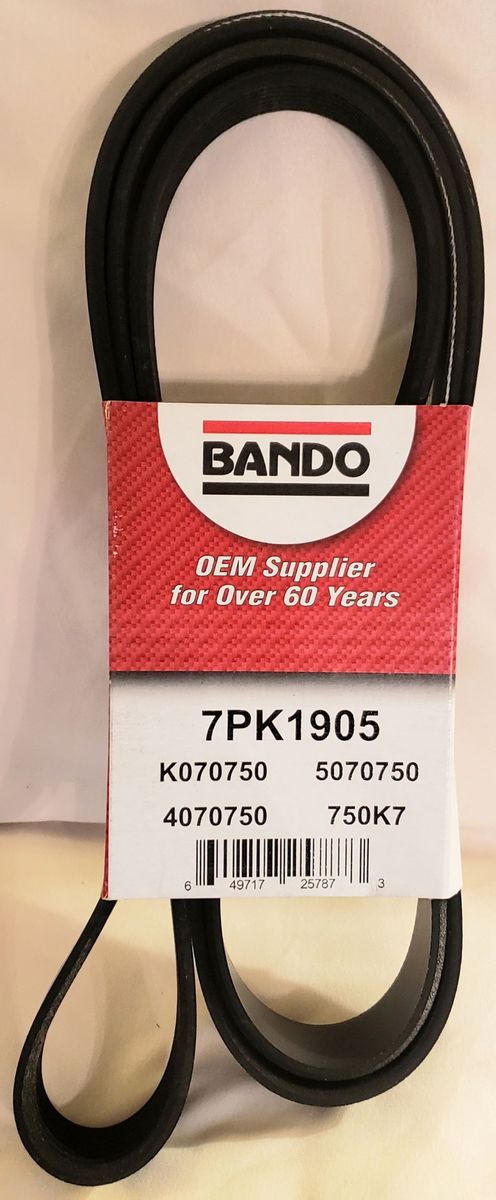 BANDO
OEM Supplier
for Over 60 Years
7PK1905
K070750 5070750
4070750 750K7
6 49717 25787 3